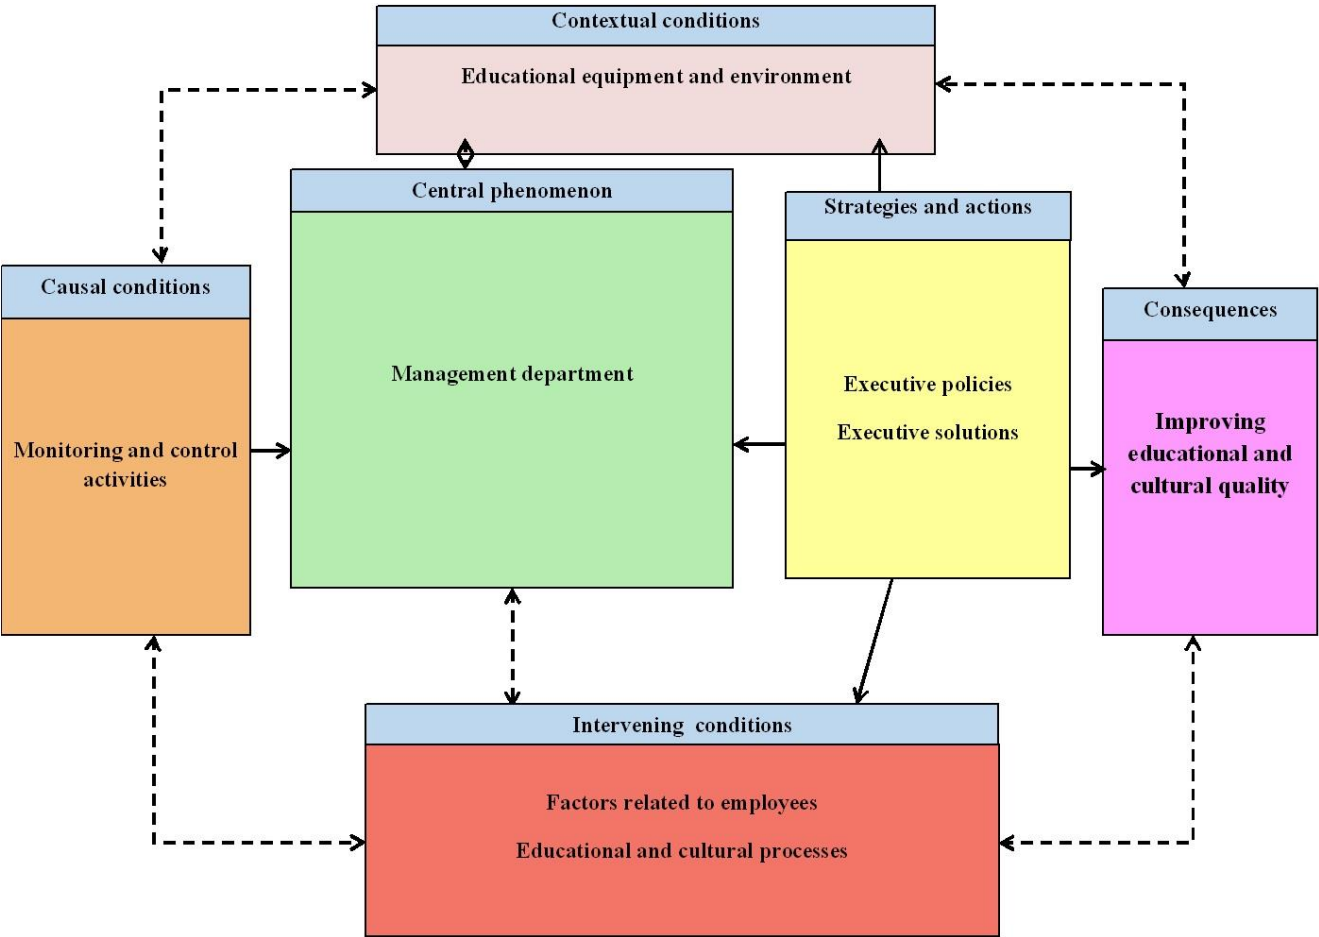 Contextual conditions
Educational equipment and environment
Central phenomenon
Management department
Strategies and actions
Executive policies
Executive solutions
Causal conditions
Monitoring and control
activities
Consequences
Improving
educational and
cultural quality
Intervening conditions
Factors related to employees
Educational and cultural processes